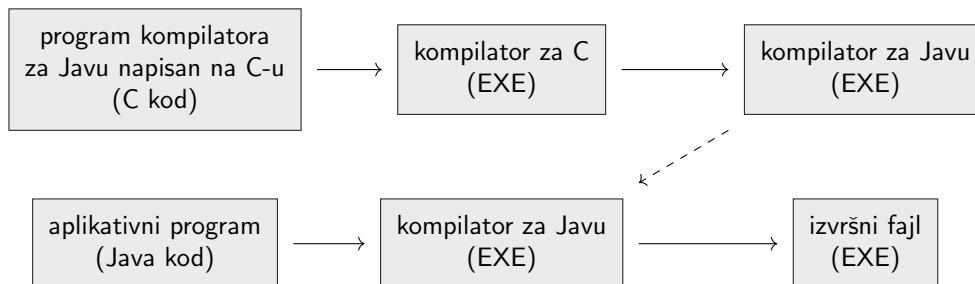 program kompilatora
za Javu napisan na C-u
(C kod)
kompilator za C
(EXE)
kompilator za Javu
(EXE)
aplikativni program
(Java kod)
kompilator za Javu
(EXE)
izvršni fajl
(EXE)